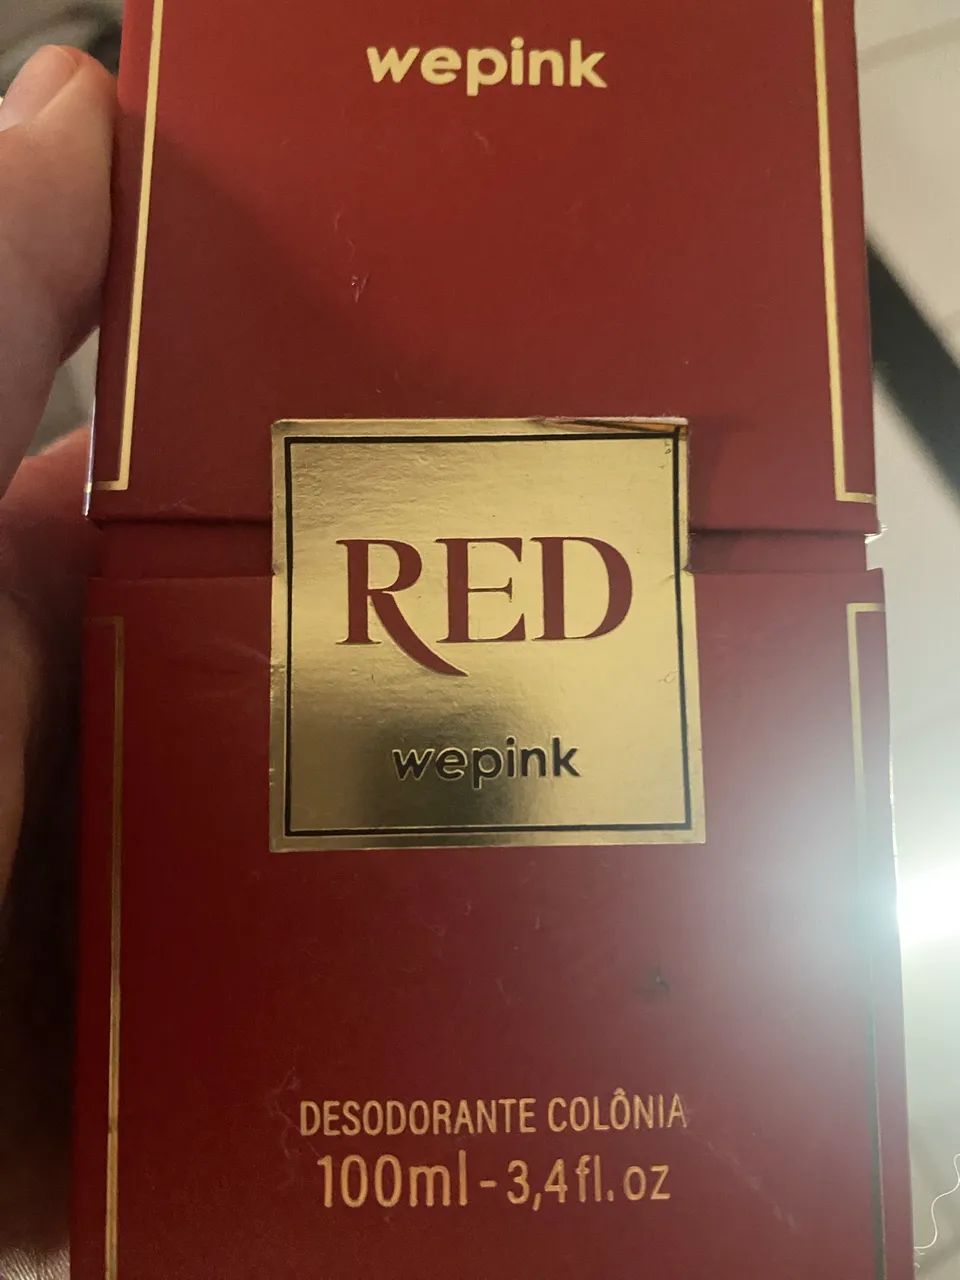 wepink
RED
wepink
DESODORANTE COLÔNIA
100ml-3,4fl.oz